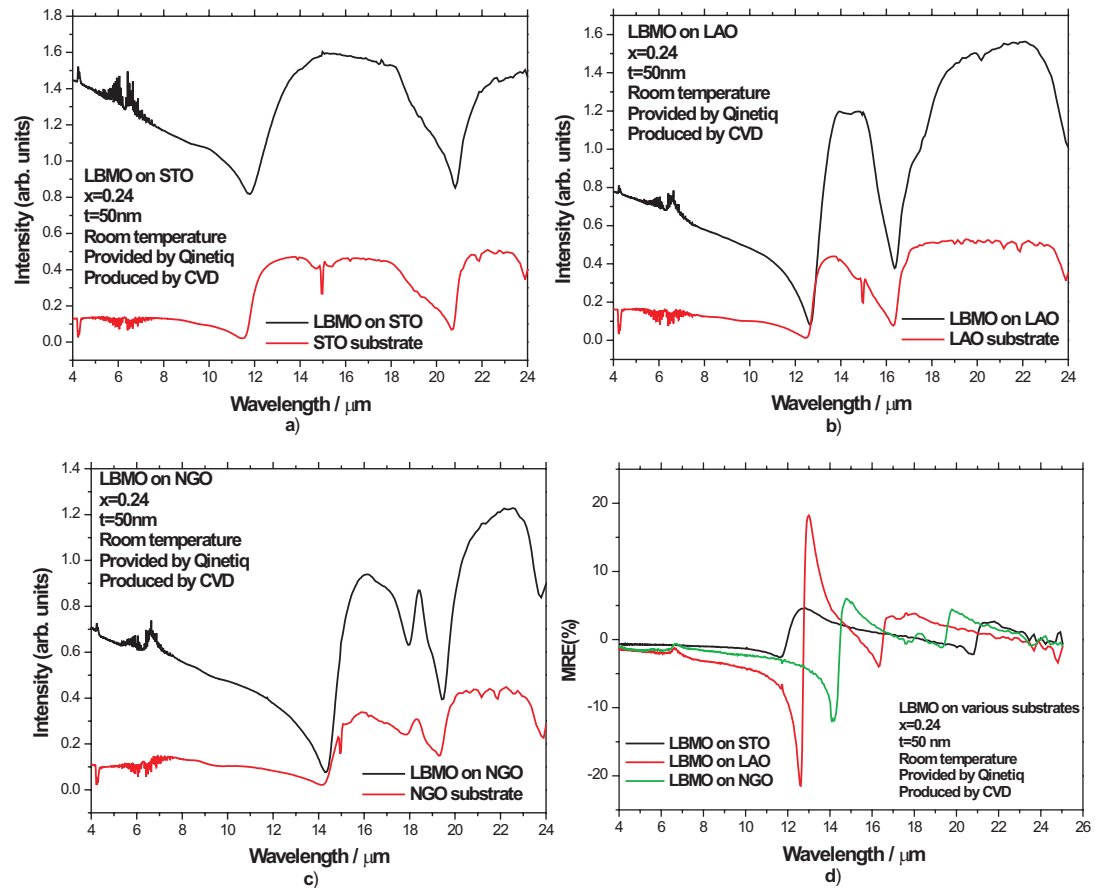 1.8
1.6
1.4
1.2
1.0
0.8
0.6
0.4
0.2
0.0
Intensity (arb. units)
LBMO on STO
x=0.24
t=50nm
Room temperature
Provided by Qinetiq
Produced by CVD
LBMO on STO
STO substrate
4 6 8 10 12 14 16 18 20 22 24
Wavelength / μm
a)
1.6
1.4
1.2
1.0
0.8
0.6
0.4
0.2
0.0
Intensity (arb. units)
LBMO on LAO
x=0.24
t=50nm
Room temperature
Provided by Qinetiq
Produced by CVD
LBMO on LAO
LAO substrate
4 6 8 10 12 14 16 18 20 22 24
Wavelength / μm
b)
1.4
1.2
1.0
0.8
0.6
0.4
0.2
0.0
Intensity (arb. units)
LBMO on NGO
x=0.24
t=50nm
Room temperature
Provided by Qinetiq
Produced by CVD
LBMO on NGO
NGO substrate
4 6 8 10 12 14 16 18 20 22 24
Wavelength / μm
c)
20
10
0
-10
-20
MRE(%)
LBMO on STO
LBMO on LAO
LBMO on NGO
LBMO on various substrates
x=0.24
t=50 nm
Room temperature
Provided by Qinetiq
Produced by CVD
4 6 8 10 12 14 16 18 20 22 24 26
Wavelength / μm
d)